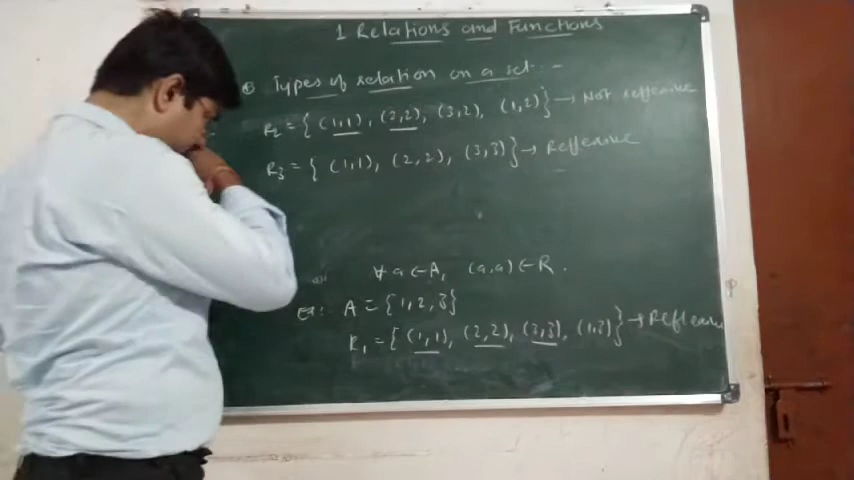 1 Relations and Functions
* Types of relation on a set :-
R₂ = { (1,1), (2,2), (3,2), (1,2) } → Not reflexive
R₃ = { (1,1), (2,2), (3,3) } → Reflexive
∀ a ∈ A, (a,a) ∈ R.
ex: A = {1,2,3}
R₁ = { (1,1), (2,2), (3,3), (1,3) } → Reflexive